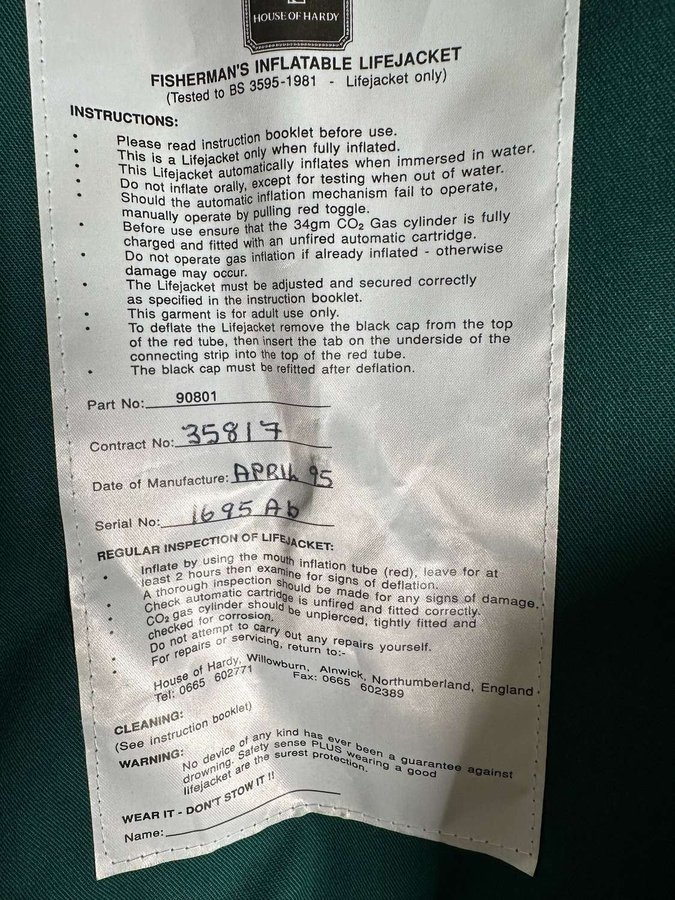 HOUSE OF HARDY
FISHERMAN'S INFLATABLE LIFEJACKET
(Tested to BS 3595-1981 - Lifejacket only)
INSTRUCTIONS:
• Please read instruction booklet before use.
• This is a Lifejacket only when fully inflated.
• This Lifejacket automatically inflates when immersed in water.
• Do not inflate orally, except for testing when out of water.
• Should the automatic inflation mechanism fail to operate,
manually operate by pulling red toggle.
• Before use ensure that the 34gm CO₂ Gas cylinder is fully
charged and fitted with an unfired automatic cartridge.
• Do not operate gas inflation if already inflated - otherwise
damage may occur.
• The Lifejacket must be adjusted and secured correctly
as specified in the instruction booklet.
• This garment is for adult use only.
• To deflate the Lifejacket remove the black cap from the top
of the red tube, then insert the tab on the underside of the
connecting strip into the top of the red tube.
• The black cap must be refitted after deflation.
Part No: 90801
Contract No: 35817
Date of Manufacture: APRIL 95
Serial No: 1695 Ab
REGULAR INSPECTION OF LIFEJACKET:
• Inflate by using the mouth inflation tube (red), leave for at
least 2 hours then examine for signs of deflation.
• A thorough inspection should be made for any signs of damage.
• Check automatic cartridge is unfired and fitted correctly.
• CO₂ gas cylinder should be unpierced, tightly fitted and
checked for corrosion.
• Do not attempt to carry out any repairs yourself.
• For repairs or servicing, return to:-
House of Hardy, Willowburn, Alnwick, Northumberland, England.
Tel: 0665 602771 Fax: 0665 602389
CLEANING:
(See instruction booklet)
WARNING:
No device of any kind has ever been a guarantee against
drowning. Safety sense PLUS wearing a good
lifejacket are the surest protection.
WEAR IT - DON'T STOW IT !!
Name: